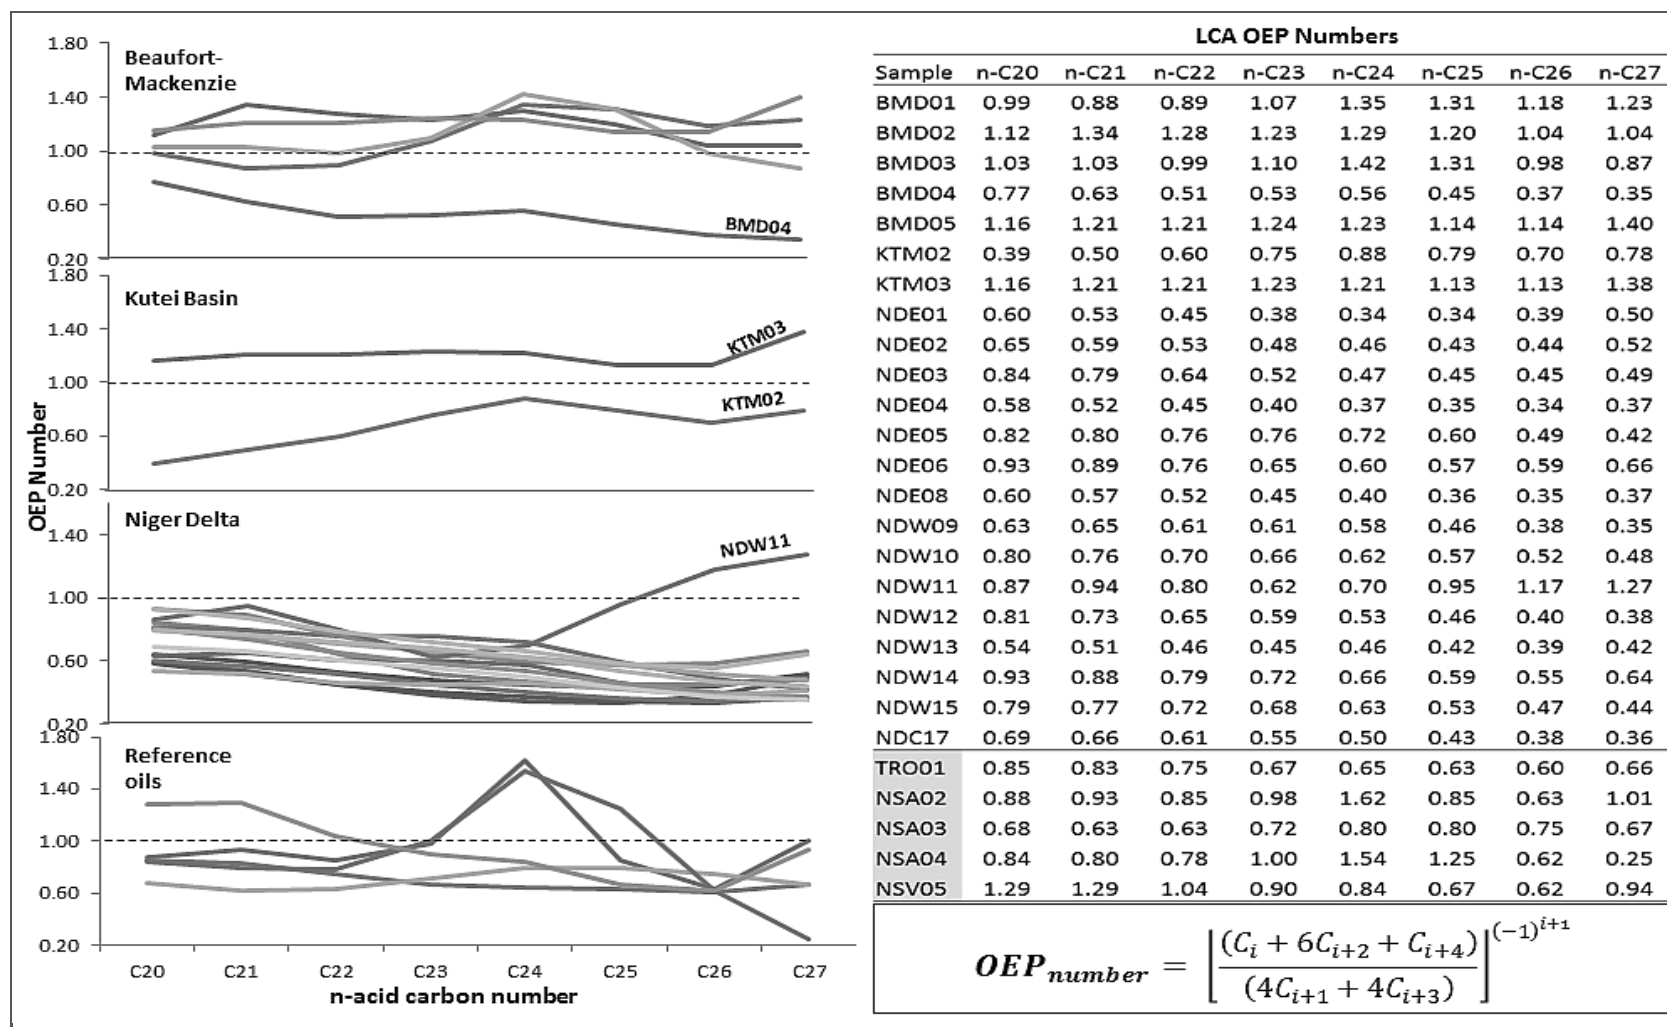 OEP Number
Beaufort-
Mackenzie
1.80
1.40
1.00
0.60
0.20
BMD04
Kutei Basin
1.80
1.40
1.00
0.60
0.20
KTM03
KTM02
Niger Delta
1.40
1.00
0.60
0.20
NDW11
Reference
oils
1.80
1.40
1.00
0.60
0.20
C20 C21 C22 C23 C24 C25 C26 C27
n-acid carbon number
LCA OEP Numbers
Sample n-C20 n-C21 n-C22 n-C23 n-C24 n-C25 n-C26 n-C27
BMD01 0.99 0.88 0.89 1.07 1.35 1.31 1.18 1.23
BMD02 1.12 1.34 1.28 1.23 1.29 1.20 1.04 1.04
BMD03 1.03 1.03 0.99 1.10 1.42 1.31 0.98 0.87
BMD04 0.77 0.63 0.51 0.53 0.56 0.45 0.37 0.35
BMD05 1.16 1.21 1.21 1.24 1.23 1.14 1.14 1.40
KTM02 0.39 0.50 0.60 0.75 0.88 0.79 0.70 0.78
KTM03 1.16 1.21 1.21 1.23 1.21 1.13 1.13 1.38
NDE01 0.60 0.53 0.45 0.38 0.34 0.34 0.39 0.50
NDE02 0.65 0.59 0.53 0.48 0.46 0.43 0.44 0.52
NDE03 0.84 0.79 0.64 0.52 0.47 0.45 0.45 0.49
NDE04 0.58 0.52 0.45 0.40 0.37 0.35 0.34 0.37
NDE05 0.82 0.80 0.76 0.76 0.72 0.60 0.49 0.42
NDE06 0.93 0.89 0.76 0.65 0.60 0.57 0.59 0.66
NDE08 0.60 0.57 0.52 0.45 0.40 0.36 0.35 0.37
NDW09 0.63 0.65 0.61 0.61 0.58 0.46 0.38 0.35
NDW10 0.80 0.76 0.70 0.66 0.62 0.57 0.52 0.48
NDW11 0.87 0.94 0.80 0.62 0.70 0.95 1.17 1.27
NDW12 0.81 0.73 0.65 0.59 0.53 0.46 0.40 0.38
NDW13 0.54 0.51 0.46 0.45 0.46 0.42 0.39 0.42
NDW14 0.93 0.88 0.79 0.72 0.66 0.59 0.55 0.64
NDW15 0.79 0.77 0.72 0.68 0.63 0.53 0.47 0.44
NDC17 0.69 0.66 0.61 0.55 0.50 0.43 0.38 0.36
TRO01 0.85 0.83 0.75 0.67 0.65 0.63 0.60 0.66
NSA02 0.88 0.93 0.85 0.98 1.62 0.85 0.63 1.01
NSA03 0.68 0.63 0.63 0.72 0.80 0.80 0.75 0.67
NSA04 0.84 0.80 0.78 1.00 1.54 1.25 0.62 0.25
NSV05 1.29 1.29 1.04 0.90 0.84 0.67 0.62 0.94
OEP_number = [(C_i + 6C_{i+2} + C_{i+4}) / (4C_{i+1} + 4C_{i+3})]^{(-1)^{i+1}}